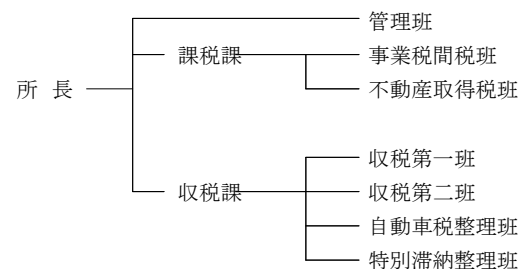 管理班
課税課 事業税間税班
所 長 不動産取得税班
収税第一班
収税課 収税第二班
自動車税整理班
特別滞納整理班